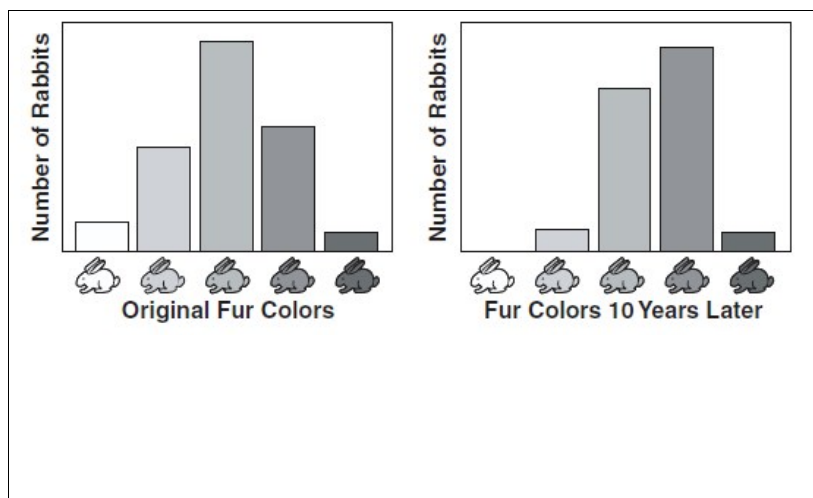 Number of Rabbits
Original Fur Colors
Number of Rabbits
Fur Colors 10 Years Later